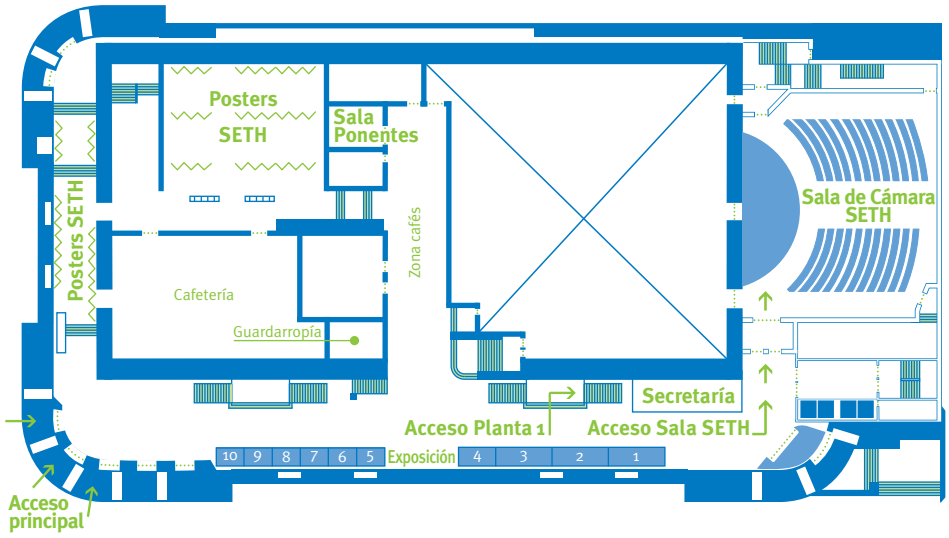 Posters
SETH
Sala
Ponentes
Sala de Cámara
SETH
Posters SETH
Zona cafés
Cafetería
Guardarropía
Secretaría
Acceso Planta 1
Acceso Sala SETH
10 9 8 7 6 5 Exposición 4 3 2 1
Acceso
principal